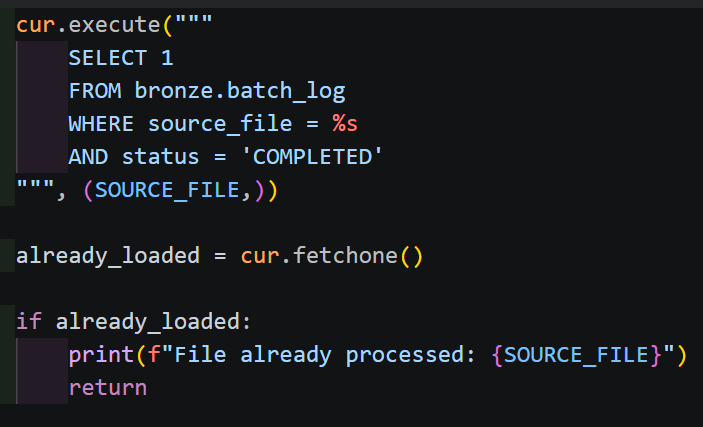 cur.execute("""
    SELECT 1
    FROM bronze.batch_log
    WHERE source_file = %s
    AND status = 'COMPLETED'
""", (SOURCE_FILE,))
already_loaded = cur.fetchone()
if already_loaded:
    print(f"File already processed: {SOURCE_FILE}")
    return